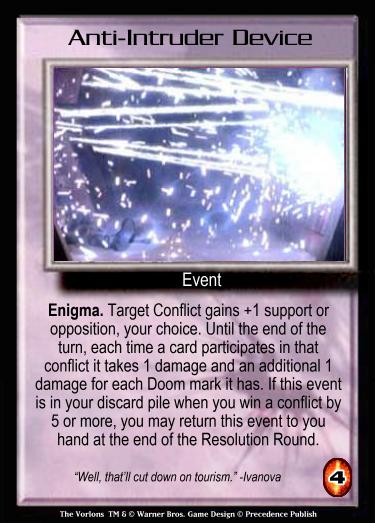 Anti-Intruder Device
Event
Enigma. Target Conflict gains +1 support or
opposition, your choice. Until the end of the
turn, each time a card participates in that
conflict it takes 1 damage and an additional 1
damage for each Doom mark it has. If this event
is in your discard pile when you win a conflict by
5 or more, you may return this event to you
hand at the end of the Resolution Round.
"Well, that'll cut down on tourism." -Ivanova
4
The Vorlons TM & © Warner Bros. Game Design © Precedence Publish